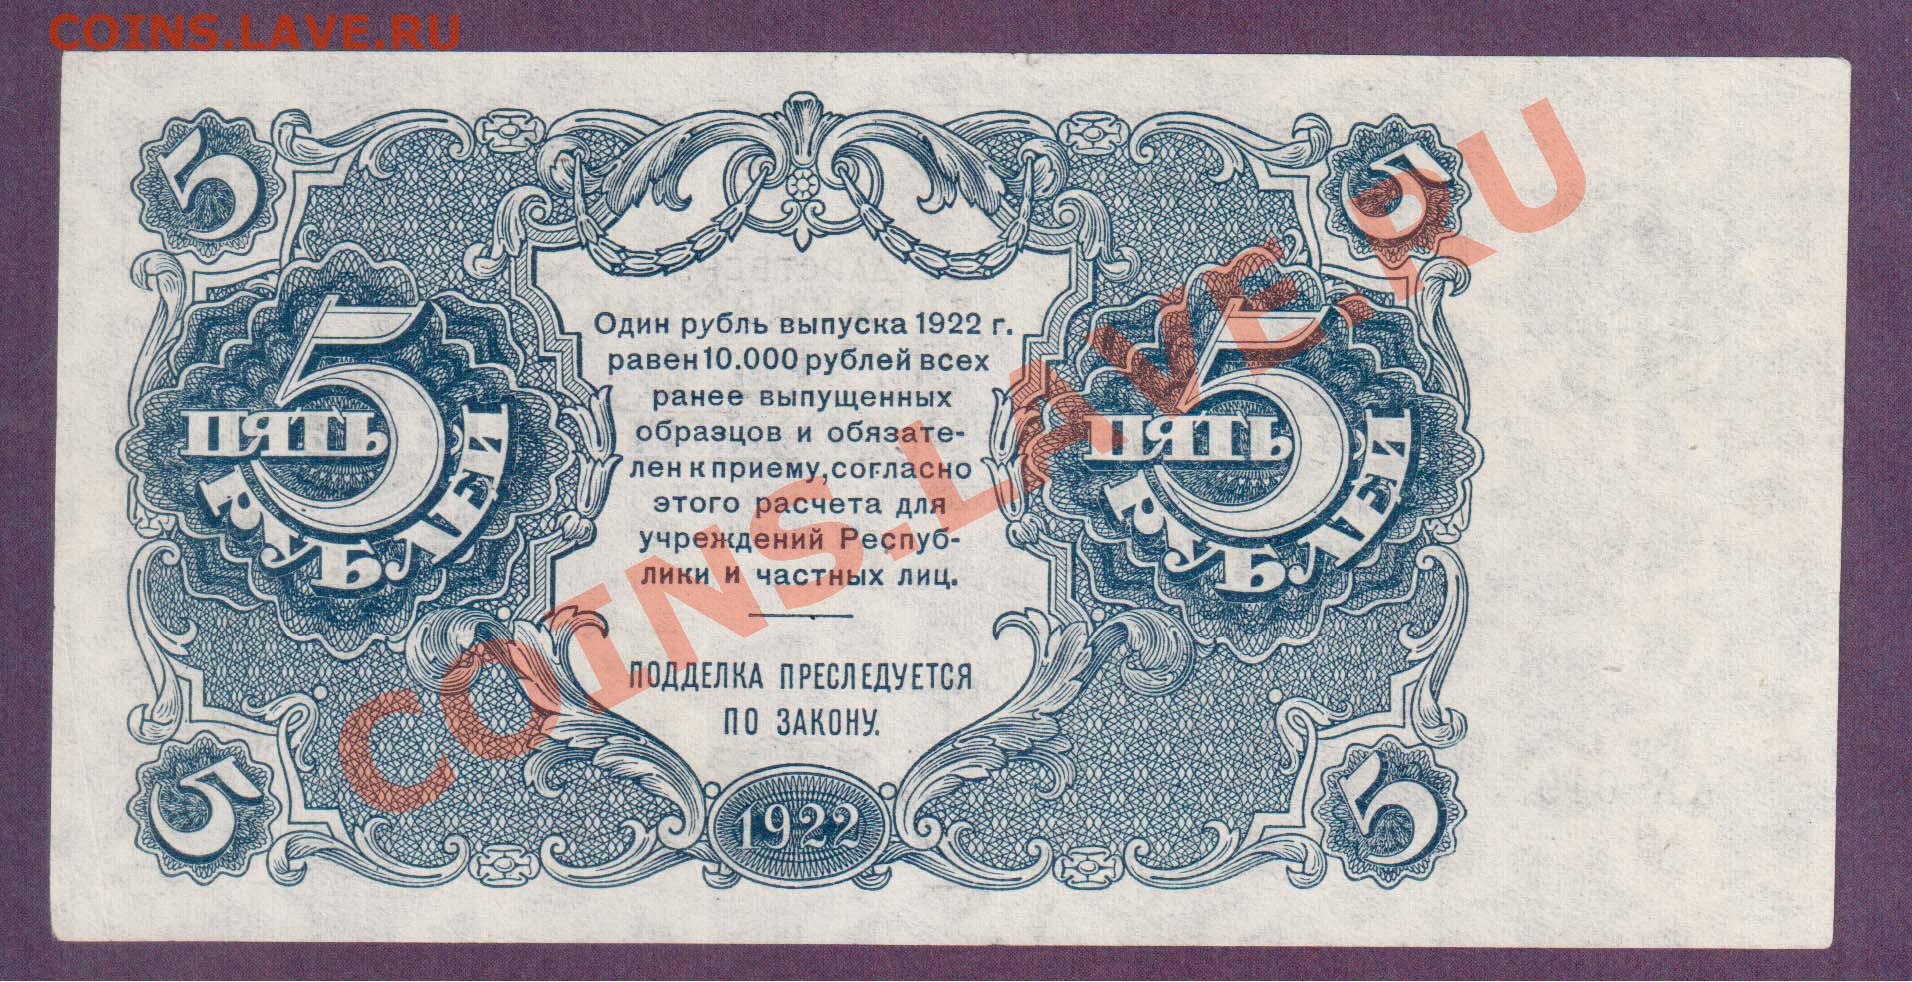 COINS.LAVE.RU
5
5
5
ПЯТЬ
РУБЛЕЙ
Один рубль выпуска 1922 г.
равен 10.000 рублей всех
ранее выпущенных
образцов и обязате-
лен к приему, согласно
этого расчета для
учреждений Респуб-
лики и частных лиц.
5
ПЯТЬ
РУБЛЕЙ
ПОДДЕЛКА ПРЕСЛЕДУЕТСЯ
ПО ЗАКОНУ.
5
1922
5
COINS.LAVE.RU